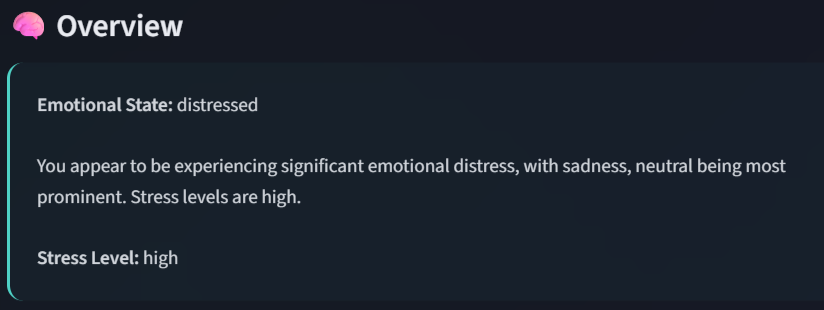 Overview
Emotional State: distressed
You appear to be experiencing significant emotional distress, with sadness, neutral being most
prominent. Stress levels are high.
Stress Level: high